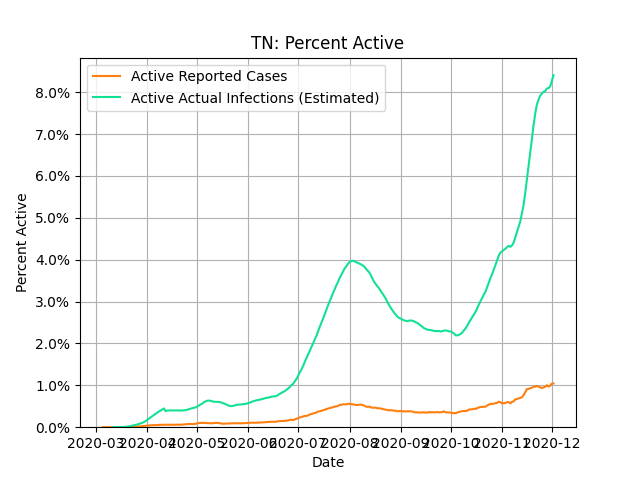 TN: Percent Active
Active Reported Cases
Active Actual Infections (Estimated)
Percent Active
8.0%
7.0%
6.0%
5.0%
4.0%
3.0%
2.0%
1.0%
0.0%
2020-03 2020-04 2020-05 2020-06 2020-07 2020-08 2020-09 2020-10 2020-11 2020-12
Date